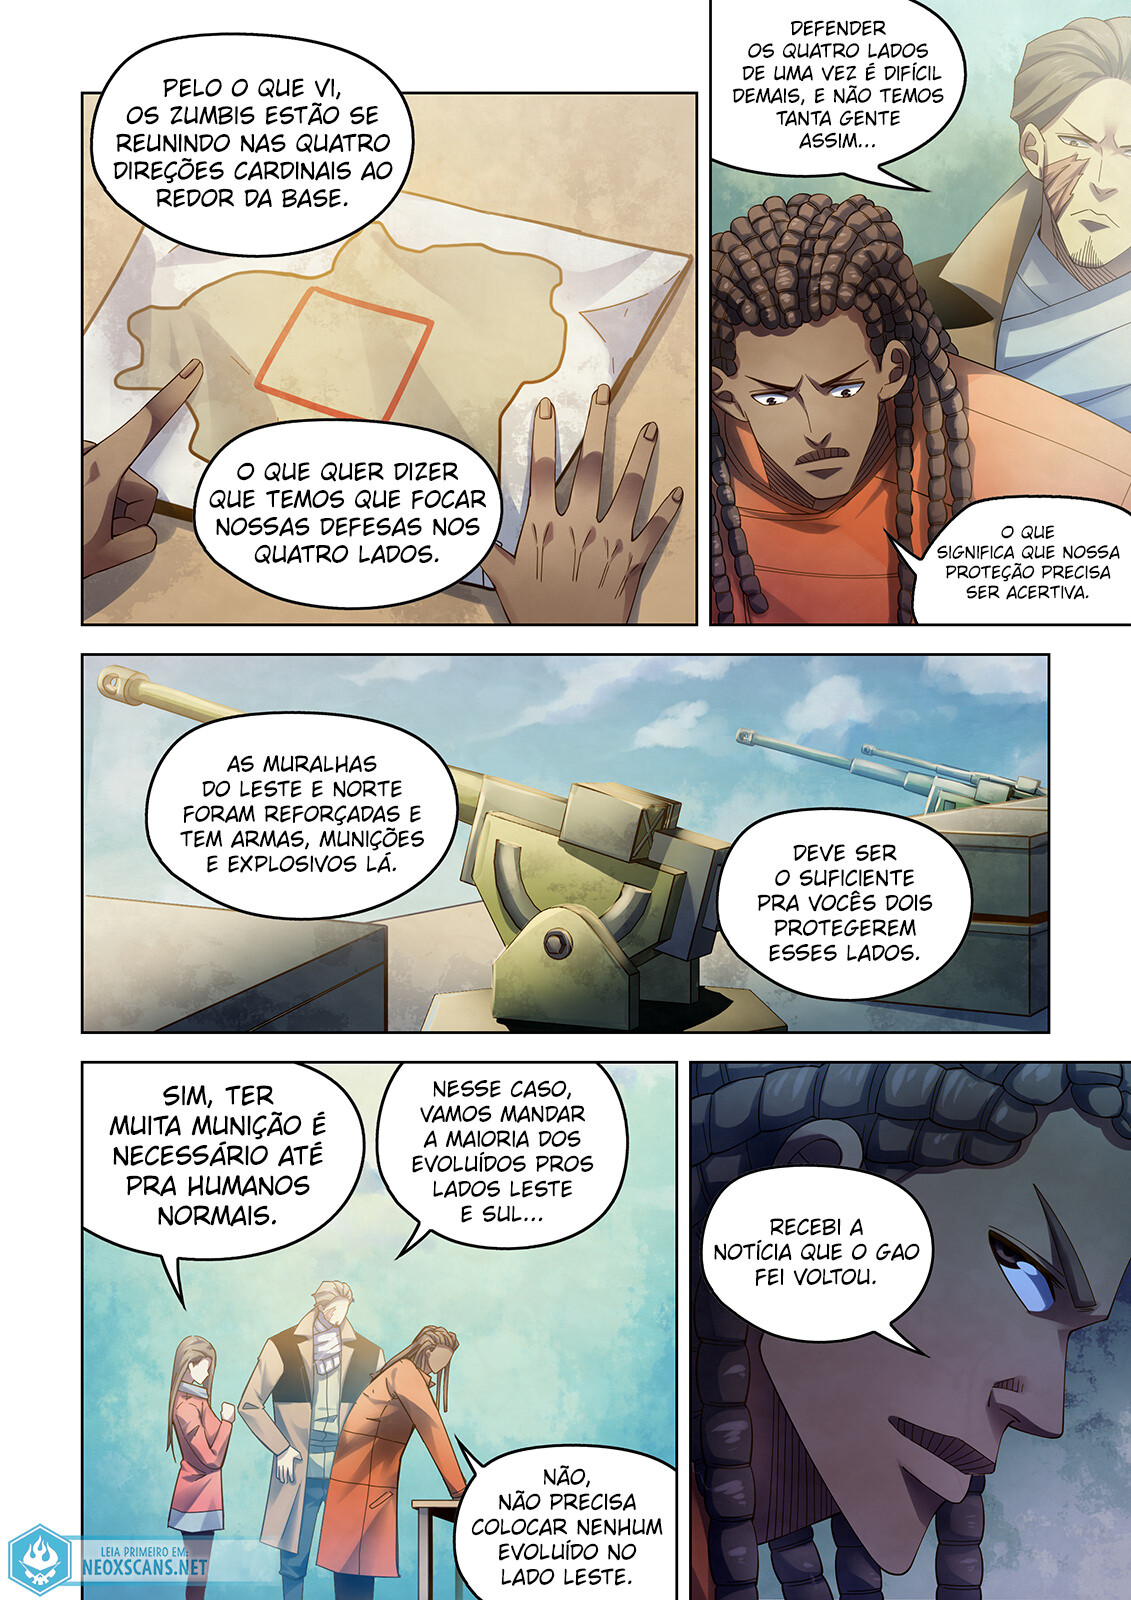 PELO O QUE VI,
OS ZUMBIS ESTÃO SE
REUNINDO NAS QUATRO
DIREÇÕES CARDINAIS AO
REDOR DA BASE.
O QUE QUER DIZER
QUE TEMOS QUE FOCAR
NOSSAS DEFESAS NOS
QUATRO LADOS.
DEFENDER
OS QUATRO LADOS
DE UMA VEZ É DIFÍCIL
DEMAIS, E NÃO TEMOS
TANTA GENTE
ASSIM...
O QUE
SIGNIFICA QUE NOSSA
PROTEÇÃO PRECISA
SER ACERTIVA.
AS MURALHAS
DO LESTE E NORTE
FORAM REFORÇADAS E
TEM ARMAS, MUNIÇÕES
E EXPLOSIVOS LÁ.
DEVE SER
O SUFICIENTE
PRA VOCÊS DOIS
PROTEGEREM
ESSES LADOS.
SIM, TER
MUITA MUNIÇÃO É
NECESSÁRIO ATÉ
PRA HUMANOS
NORMAIS.
NESSE CASO,
VAMOS MANDAR
A MAIORIA DOS
EVOLUÍDOS PROS
LADOS LESTE
E SUL...
NÃO,
NÃO PRECISA
COLOCAR NENHUM
EVOLUÍDO NO
LADO LESTE.
RECEBI A
NOTÍCIA QUE O GAO
FEI VOLTOU.
LEIA PRIMEIRO EM:
NEOXSCANS.NET